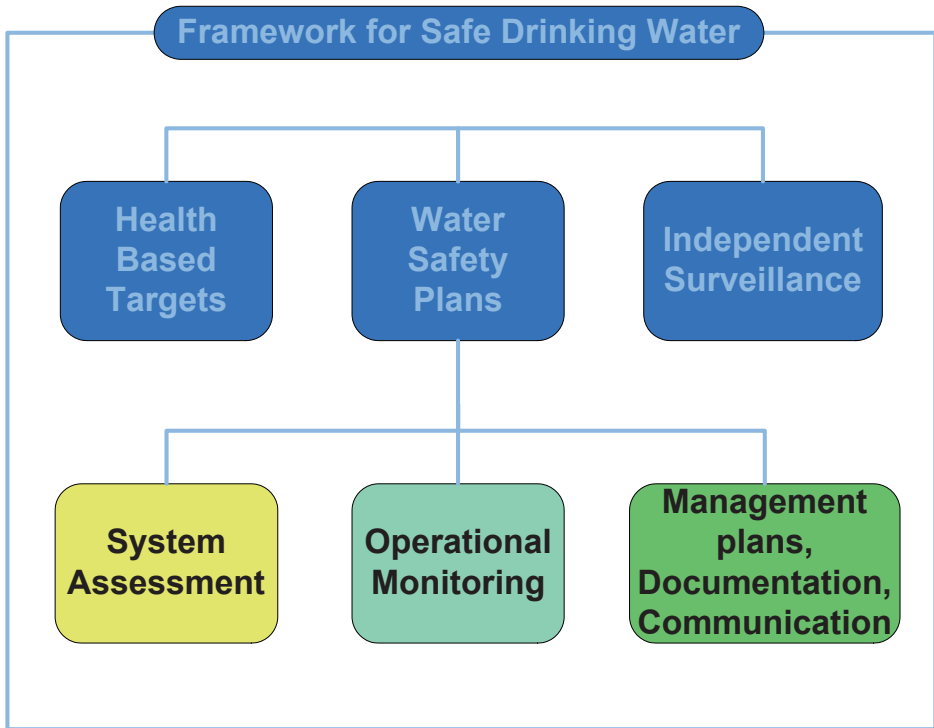 Framework for Safe Drinking Water
Health
Based
Targets
Water
Safety
Plans
Independent
Surveillance
System
Assessment
Operational
Monitoring
Management
plans,
Documentation,
Communication